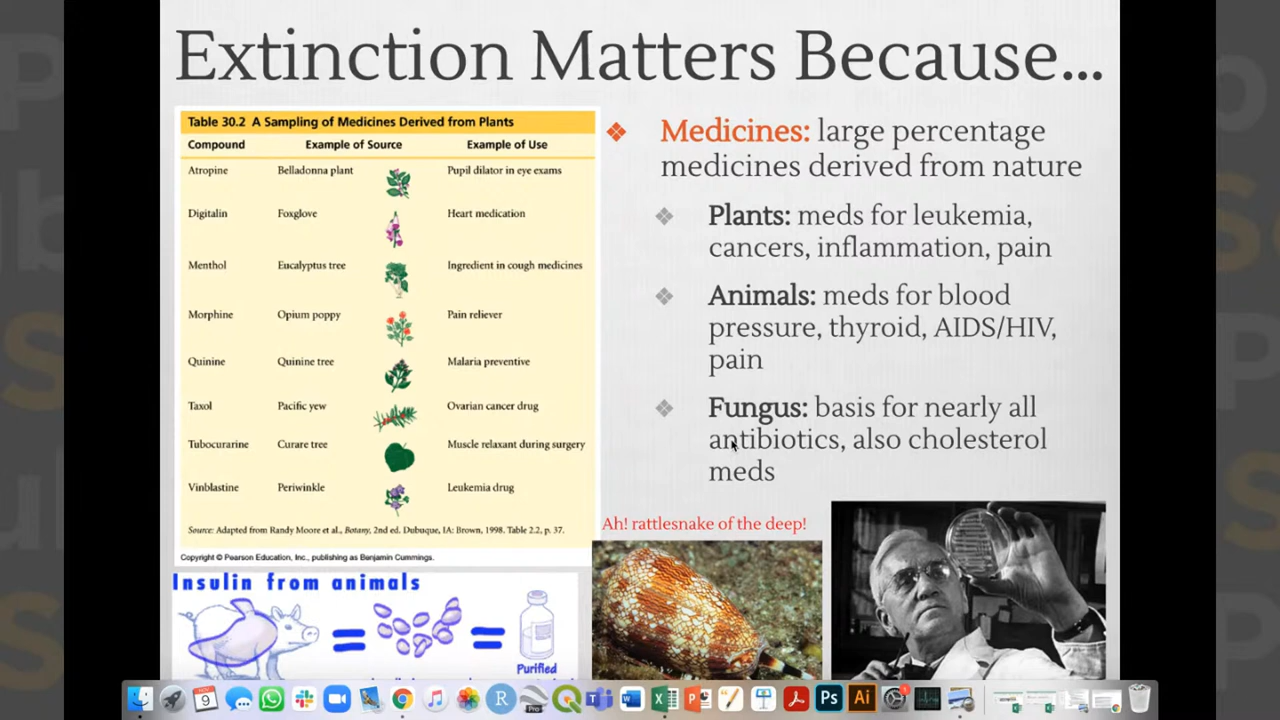 Extinction Matters Because...
Table 30.2 A Sampling of Medicines Derived from Plants
Compound Example of Source Example of Use
Atropine Belladonna plant Pupil dilator in eye exams
Digitalin Foxglove Heart medication
Menthol Eucalyptus tree Ingredient in cough medicines
Morphine Opium poppy Pain reliever
Quinine Quinine tree Malaria preventive
Taxol Pacific yew Ovarian cancer drug
Tubocurarine Curare tree Muscle relaxant during surgery
Vinblastine Periwinkle Leukemia drug
Source: Adapted from Randy Moore et al., Botany, 2nd ed. Dubuque, IA: Brown, 1998. Table 2.2, p. 37.
Copyright © Pearson Education, Inc., publishing as Benjamin Cummings.
Medicines: large percentage
medicines derived from nature
Plants: meds for leukemia,
cancers, inflammation, pain
Animals: meds for blood
pressure, thyroid, AIDS/HIV,
pain
Fungus: basis for nearly all
antibiotics, also cholesterol
meds
Ah! rattlesnake of the deep!
Insulin from animals
Purified
NOV
9
R
Pro
W
X
P
Ps
Ai